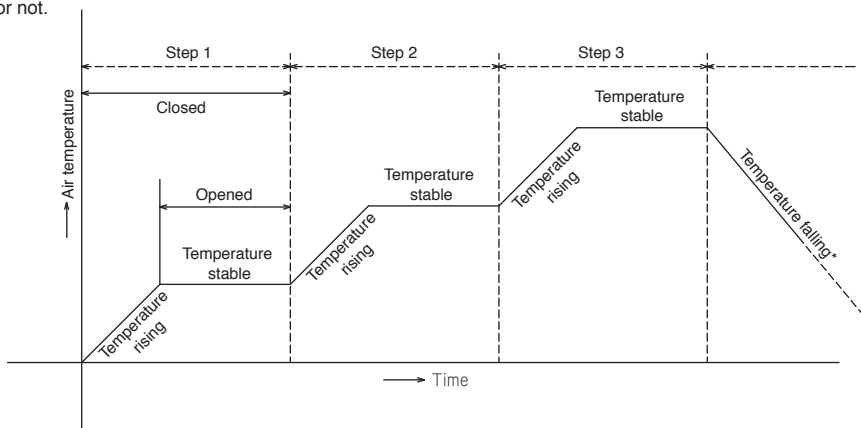 or not.
Step 1
Step 2
Step 3
Closed
Temperature
stable
Air temperature
Opened
Temperature
stable
Temperature
rising
Temperature
stable
Temperature
rising
Temperature falling*
Temperature
rising
Time